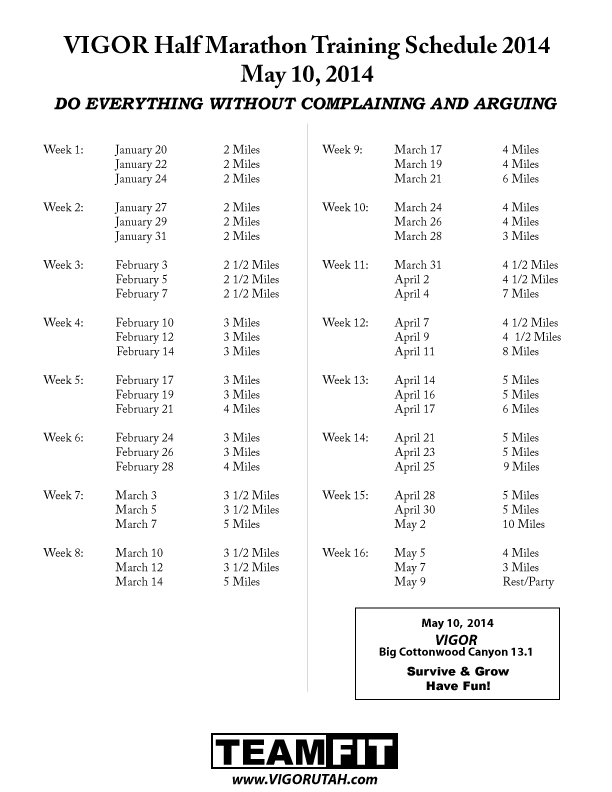 VIGOR Half Marathon Training Schedule 2014
May 10, 2014
DO EVERYTHING WITHOUT COMPLAINING AND ARGUING
Week 1: January 20 2 Miles
January 22 2 Miles
January 24 2 Miles
Week 2: January 27 2 Miles
January 29 2 Miles
January 31 2 Miles
Week 3: February 3 2 1/2 Miles
February 5 2 1/2 Miles
February 7 2 1/2 Miles
Week 4: February 10 3 Miles
February 12 3 Miles
February 14 3 Miles
Week 5: February 17 3 Miles
February 19 3 Miles
February 21 4 Miles
Week 6: February 24 3 Miles
February 26 3 Miles
February 28 4 Miles
Week 7: March 3 3 1/2 Miles
March 5 3 1/2 Miles
March 7 5 Miles
Week 8: March 10 3 1/2 Miles
March 12 3 1/2 Miles
March 14 5 Miles
Week 9: March 17 4 Miles
March 19 4 Miles
March 21 6 Miles
Week 10: March 24 4 Miles
March 26 4 Miles
March 28 3 Miles
Week 11: March 31 4 1/2 Miles
April 2 4 1/2 Miles
April 4 7 Miles
Week 12: April 7 4 1/2 Miles
April 9 4 1/2 Miles
April 11 8 Miles
Week 13: April 14 5 Miles
April 16 5 Miles
April 17 6 Miles
Week 14: April 21 5 Miles
April 23 5 Miles
April 25 9 Miles
Week 15: April 28 5 Miles
April 30 5 Miles
May 2 10 Miles
Week 16: May 5 4 Miles
May 7 3 Miles
May 9 Rest/Party
May 10, 2014
VIGOR
Big Cottonwood Canyon 13.1
Survive & Grow
Have Fun!
TEAMFIT
www.VIGORUTAH.com